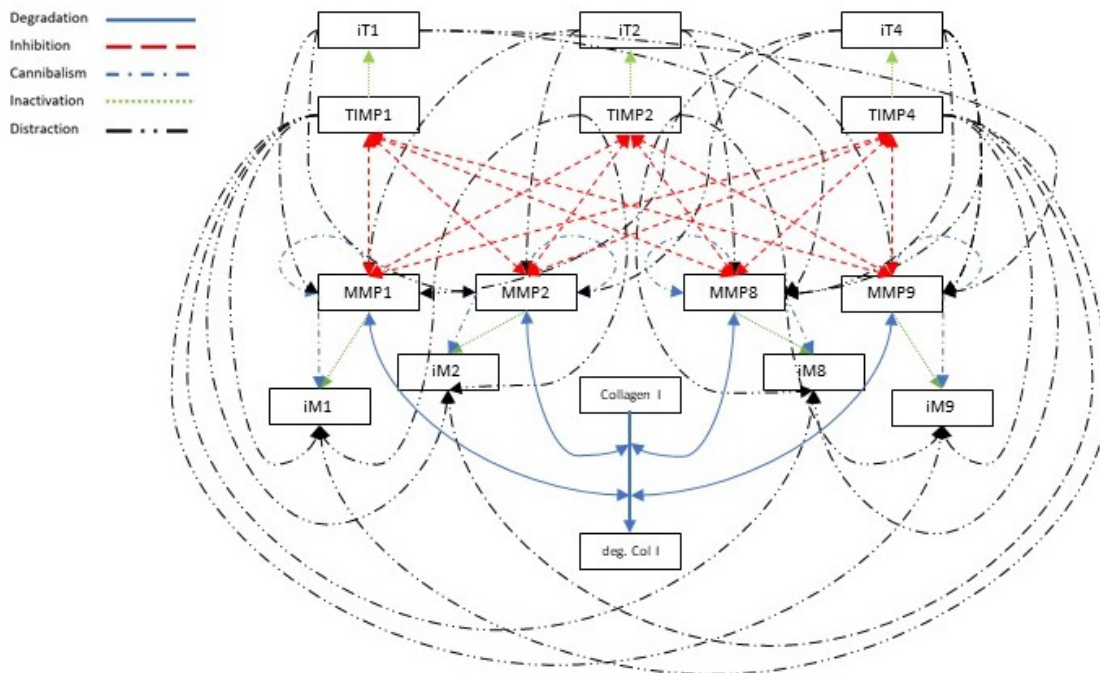 Degradation
Inhibition
Cannibalism
Inactivation
Distraction
iT1
iT2
iT4
TIMP1
TIMP2
TIMP4
MMP1
MMP2
MMP8
MMP9
iM2
iM8
iM1
Collagen I
iM9
deg. Col I